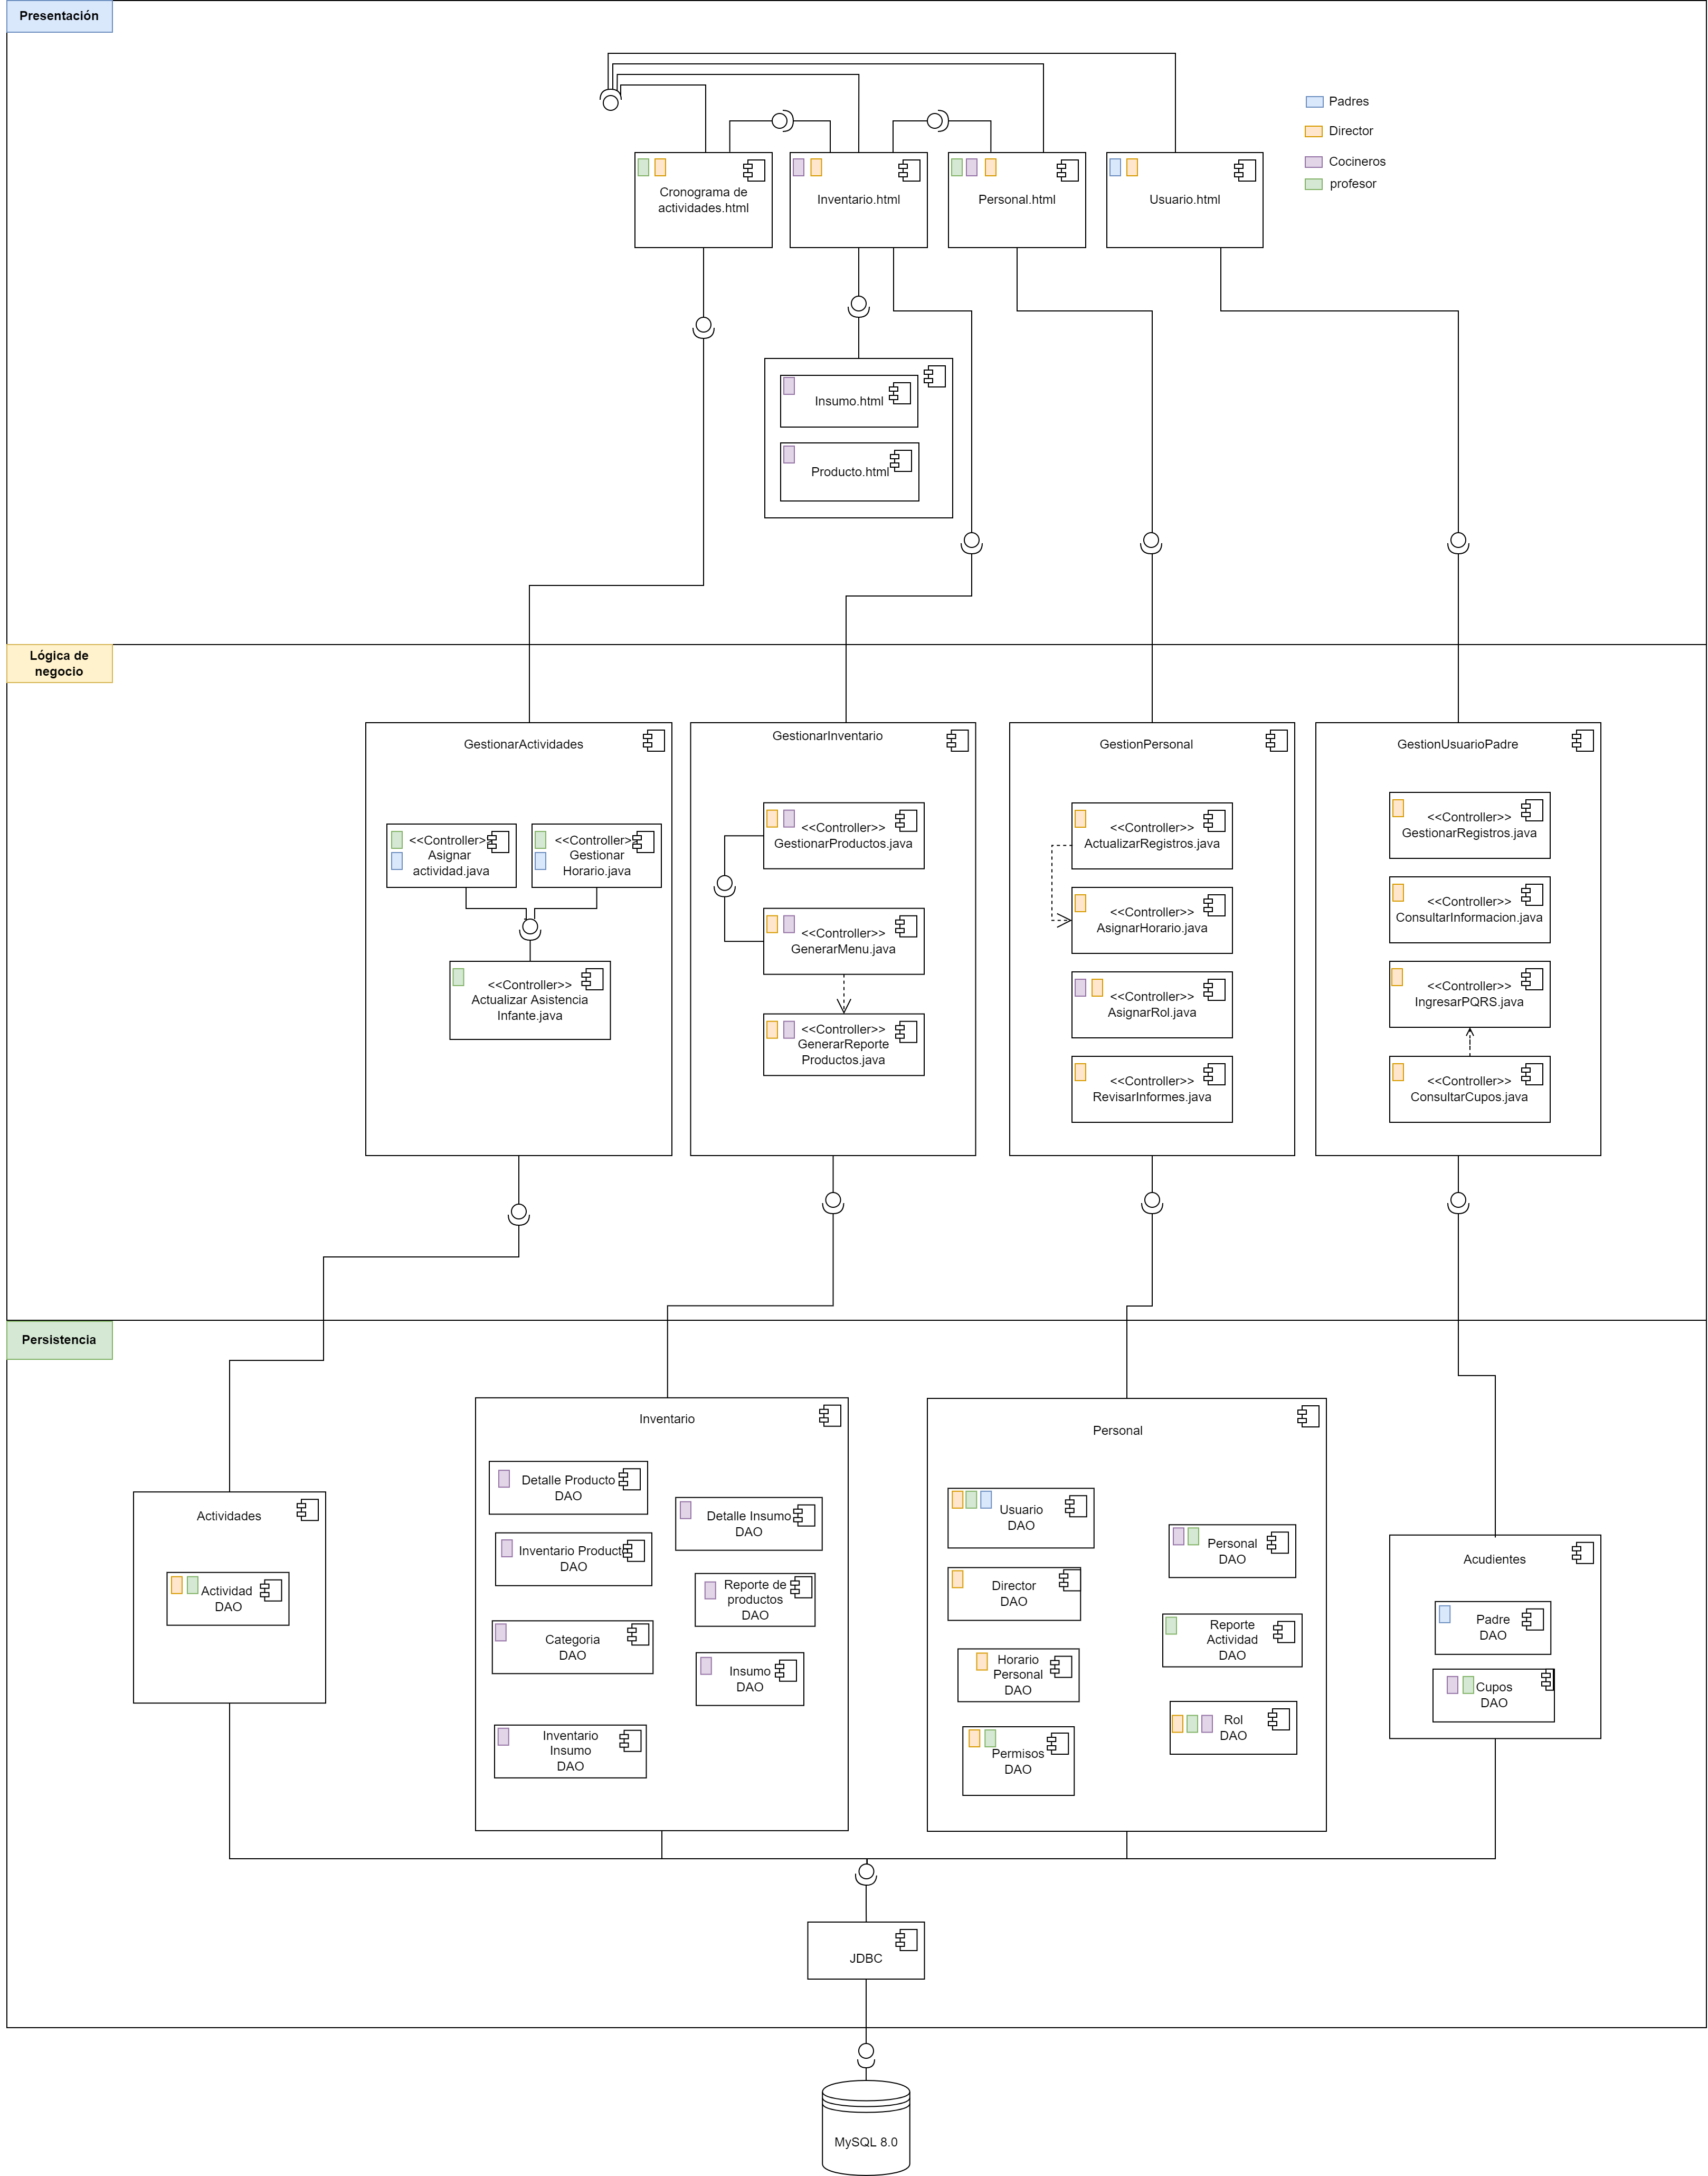 Presentación
Padres
Director
Cocineros
profesor
Cronograma de
actividades.html
Inventario.html
Personal.html
Usuario.html
Insumo.html
Producto.html
Lógica de
negocio
GestionarActividades
<<Controller>>
Asignar
actividad.java
<<Controller>>
Gestionar
Horario.java
<<Controller>>
Actualizar Asistencia
Infante.java
GestionarInventario
<<Controller>>
GestionarProductos.java
<<Controller>>
GenerarMenu.java
<<Controller>>
GenerarReporte
Productos.java
GestionPersonal
<<Controller>>
ActualizarRegistros.java
<<Controller>>
AsignarHorario.java
<<Controller>>
AsignarRol.java
<<Controller>>
RevisarInformes.java
GestionUsuarioPadre
<<Controller>>
GestionarRegistros.java
<<Controller>>
ConsultarInformacion.java
<<Controller>>
IngresarPQRS.java
<<Controller>>
ConsultarCupos.java
Persistencia
Actividades
Actividad
DAO
Inventario
Detalle Producto
DAO
Inventario Producto
DAO
Categoria
DAO
Inventario
Insumo
DAO
Detalle Insumo
DAO
Reporte de
productos
DAO
Insumo
DAO
Personal
Usuario
DAO
Director
DAO
Horario
Personal
DAO
Permisos
DAO
Personal
DAO
Reporte
Actividad
DAO
Rol
DAO
Acudientes
Padre
DAO
Cupos
DAO
JDBC
MySQL 8.0